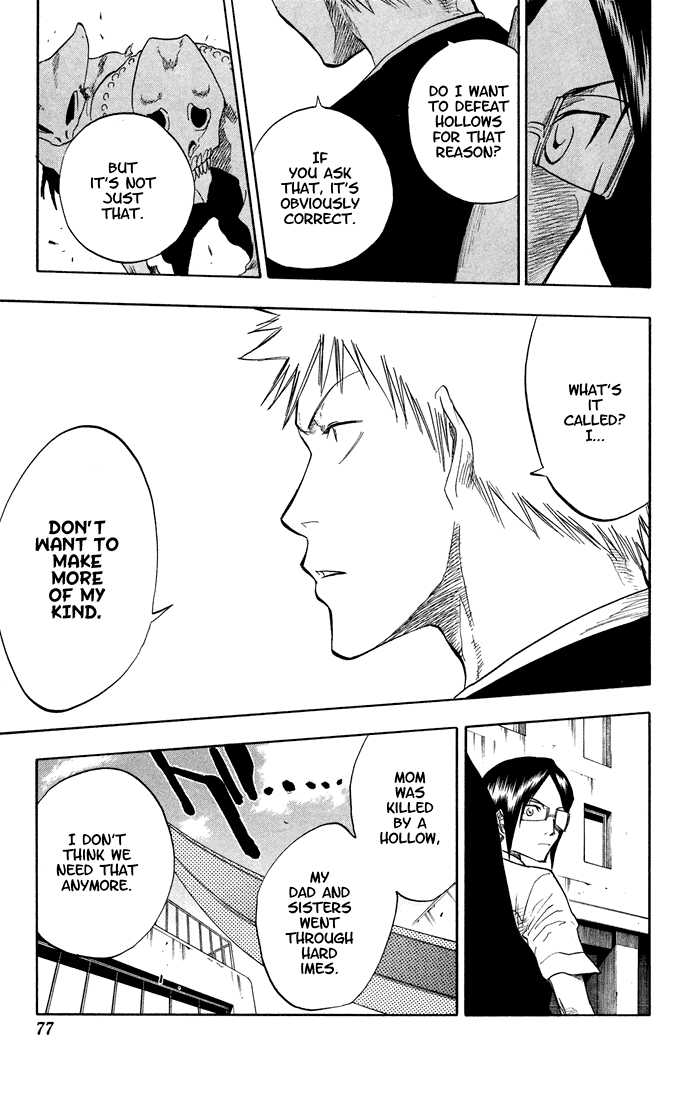 DO I WANT
TO DEFEAT
HOLLOWS
FOR THAT
REASON?
IF
YOU ASK
THAT, IT'S
OBVIOUSLY
CORRECT.
BUT
IT'S NOT
JUST
THAT.
WHAT'S
IT
CALLED?
I...
DON'T
WANT TO
MAKE
MORE
OF MY
KIND.
MOM
WAS
KILLED
BY A
HOLLOW,
MY
DAD AND
SISTERS
WENT
THROUGH
HARD
IMES.
I DON'T
THINK WE
NEED THAT
ANYMORE.
77